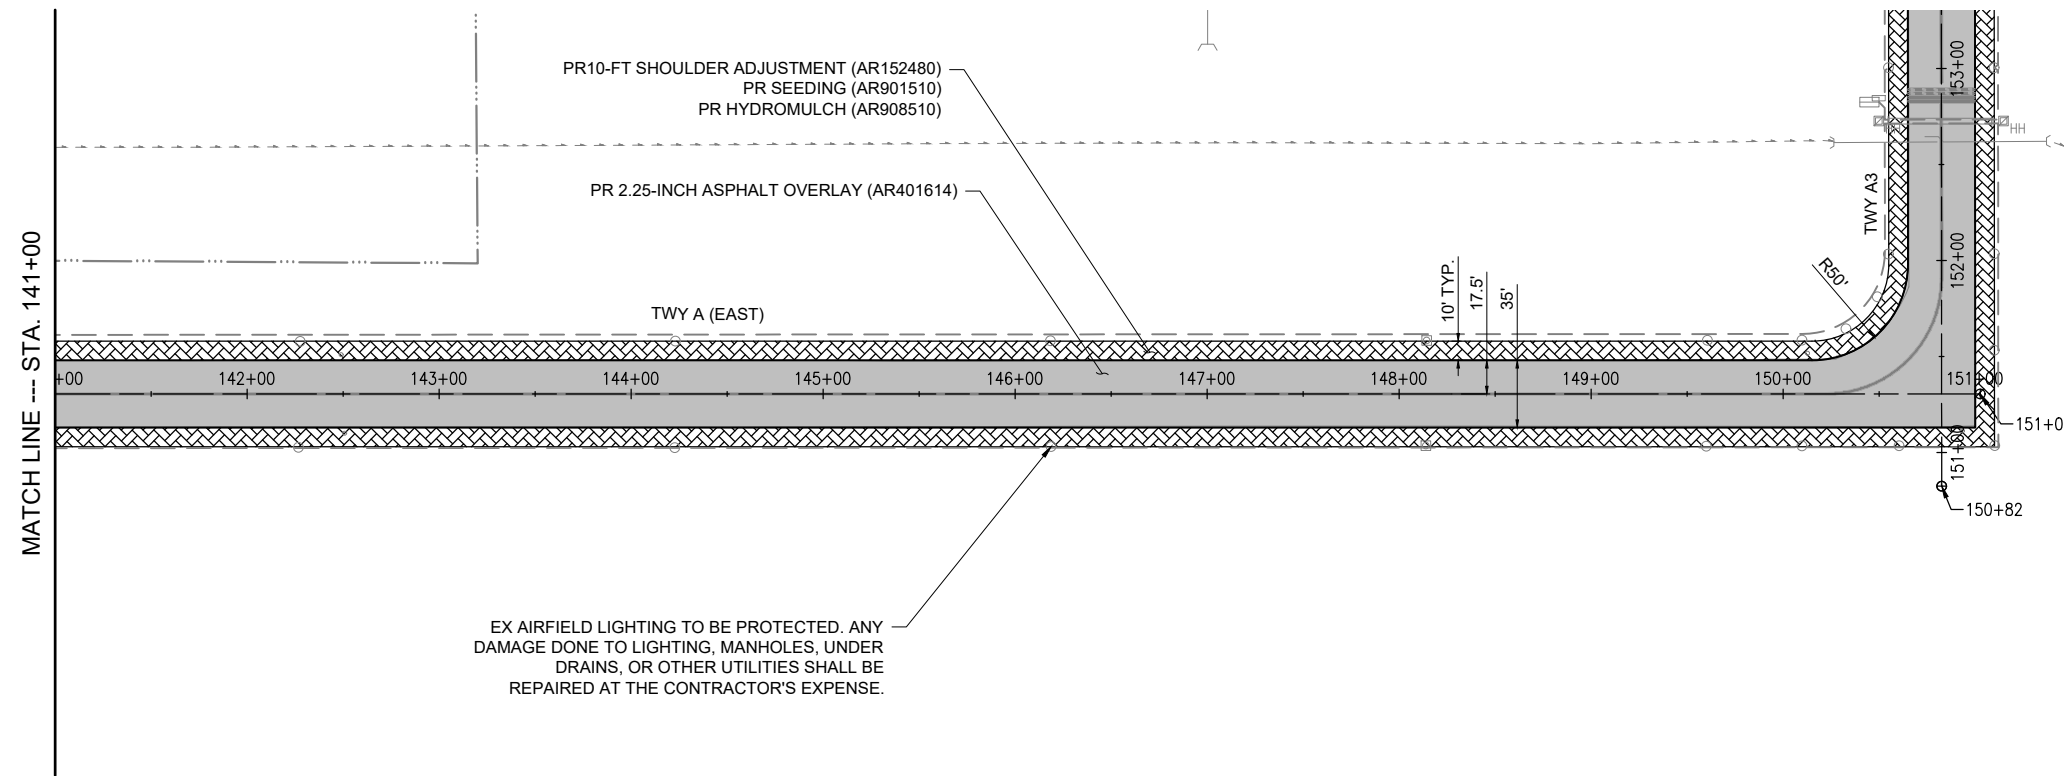 PR10-FT SHOULDER ADJUSTMENT (AR152480)
PR SEEDING (AR901510)
PR HYDROMULCH (AR908510)
PR 2.25-INCH ASPHALT OVERLAY (AR401614)
MATCH LINE --- STA. 141+00
TWY A (EAST)
10' TYP.
17.5'
35'
R50'
TWY A3
153+00
HH
HH
152+00
+00
142+00
143+00
144+00
145+00
146+00
147+00
148+00
149+00
150+00
151+00
151+0
151+00
150+82
EX AIRFIELD LIGHTING TO BE PROTECTED. ANY
DAMAGE DONE TO LIGHTING, MANHOLES, UNDER
DRAINS, OR OTHER UTILITIES SHALL BE
REPAIRED AT THE CONTRACTOR'S EXPENSE.